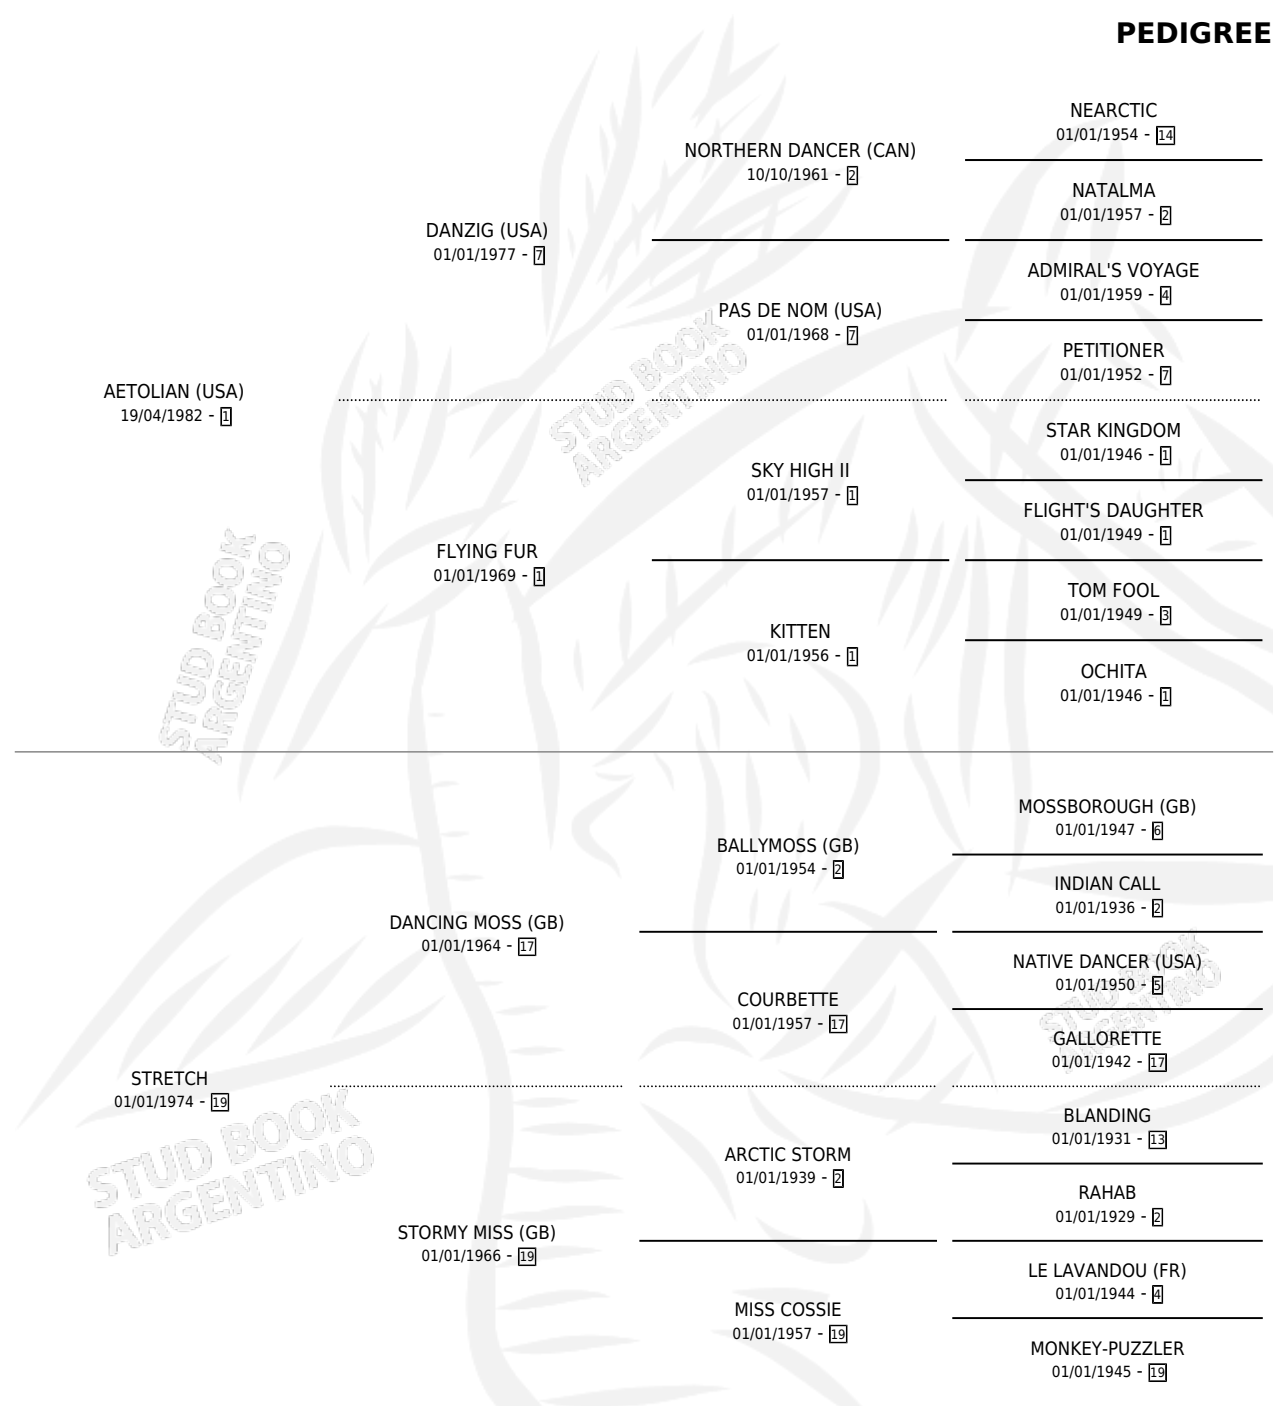 PEDIGREE
NEARCTIC
01/01/1954 - 14
NORTHERN DANCER (CAN)
10/10/1961 - 2
NATALMA
01/01/1957 - 2
DANZIG (USA)
01/01/1977 - 7
ADMIRAL'S VOYAGE
01/01/1959 - 4
PAS DE NOM (USA)
01/01/1968 - 7
PETITIONER
01/01/1952 - 7
AETOLIAN (USA)
19/04/1982 - 1
STAR KINGDOM
01/01/1946 - 1
SKY HIGH II
01/01/1957 - 1
FLIGHT'S DAUGHTER
01/01/1949 - 1
FLYING FUR
01/01/1969 - 1
TOM FOOL
01/01/1949 - 3
KITTEN
01/01/1956 - 1
OCHITA
01/01/1946 - 1
MOSSBOROUGH (GB)
01/01/1947 - 6
BALLYMOSS (GB)
01/01/1954 - 2
INDIAN CALL
01/01/1936 - 2
DANCING MOSS (GB)
01/01/1964 - 17
NATIVE DANCER (USA)
01/01/1950 - 5
COURBETTE
01/01/1957 - 17
GALLORETTE
01/01/1942 - 17
STRETCH
01/01/1974 - 19
BLANDING
01/01/1931 - 13
ARCTIC STORM
01/01/1939 - 2
RAHAB
01/01/1929 - 2
STORMY MISS (GB)
01/01/1966 - 19
LE LAVANDOU (FR)
01/01/1944 - 4
MISS COSSIE
01/01/1957 - 19
MONKEY-PUZZLER
01/01/1945 - 19
STUD BOOK
ARGENTINO
STUD BOOK
ARGENTINO
STUD BOOK
ARGENTINO
STUD BOOK
ARGENTINO